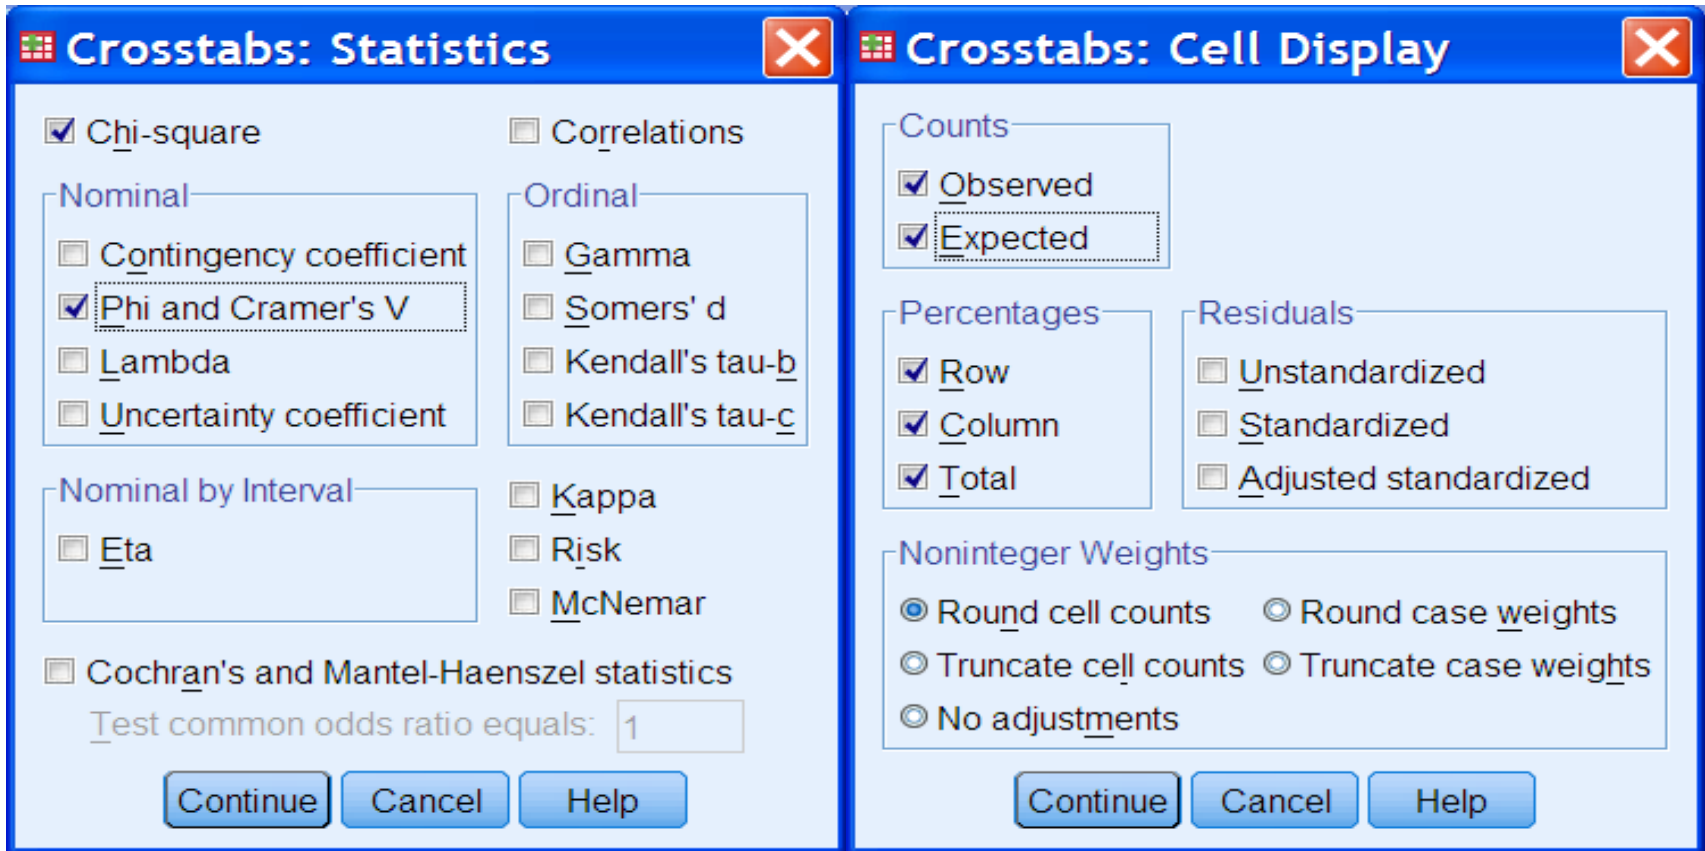 Crosstabs: Statistics
Chi-square
Correlations
Nominal
Contingency coefficient
Phi and Cramer's V
Lambda
Uncertainty coefficient
Ordinal
Gamma
Somers' d
Kendall's tau-b
Kendall's tau-c
Nominal by Interval
Eta
Kappa
Risk
McNemar
Cochran's and Mantel-Haenszel statistics
Test common odds ratio equals: 1
Continue Cancel Help
Crosstabs: Cell Display
Counts
Observed
Expected
Percentages
Row
Column
Total
Residuals
Unstandardized
Standardized
Adjusted standardized
Noninteger Weights
Round cell counts Round case weights
Truncate cell counts Truncate case weights
No adjustments
Continue Cancel Help